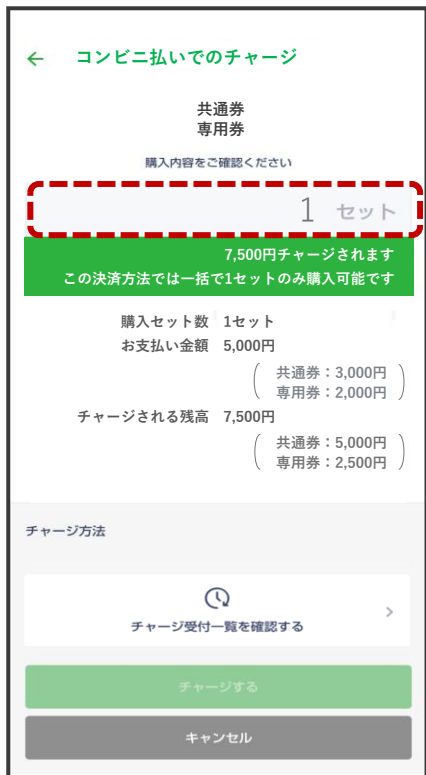 コンビニ払いでのチャージ
共通券
専用券
購入内容をご確認ください
1 セット
7,500円チャージされます
この決済方法では一括で1セットのみ購入可能です
購入セット数 1セット
お支払い金額 5,000円
共通券：3,000円
専用券：2,000円
チャージされる残高 7,500円
共通券：5,000円
専用券：2,500円
チャージ方法
チャージ受付一覧を確認する
チャージする
キャンセル